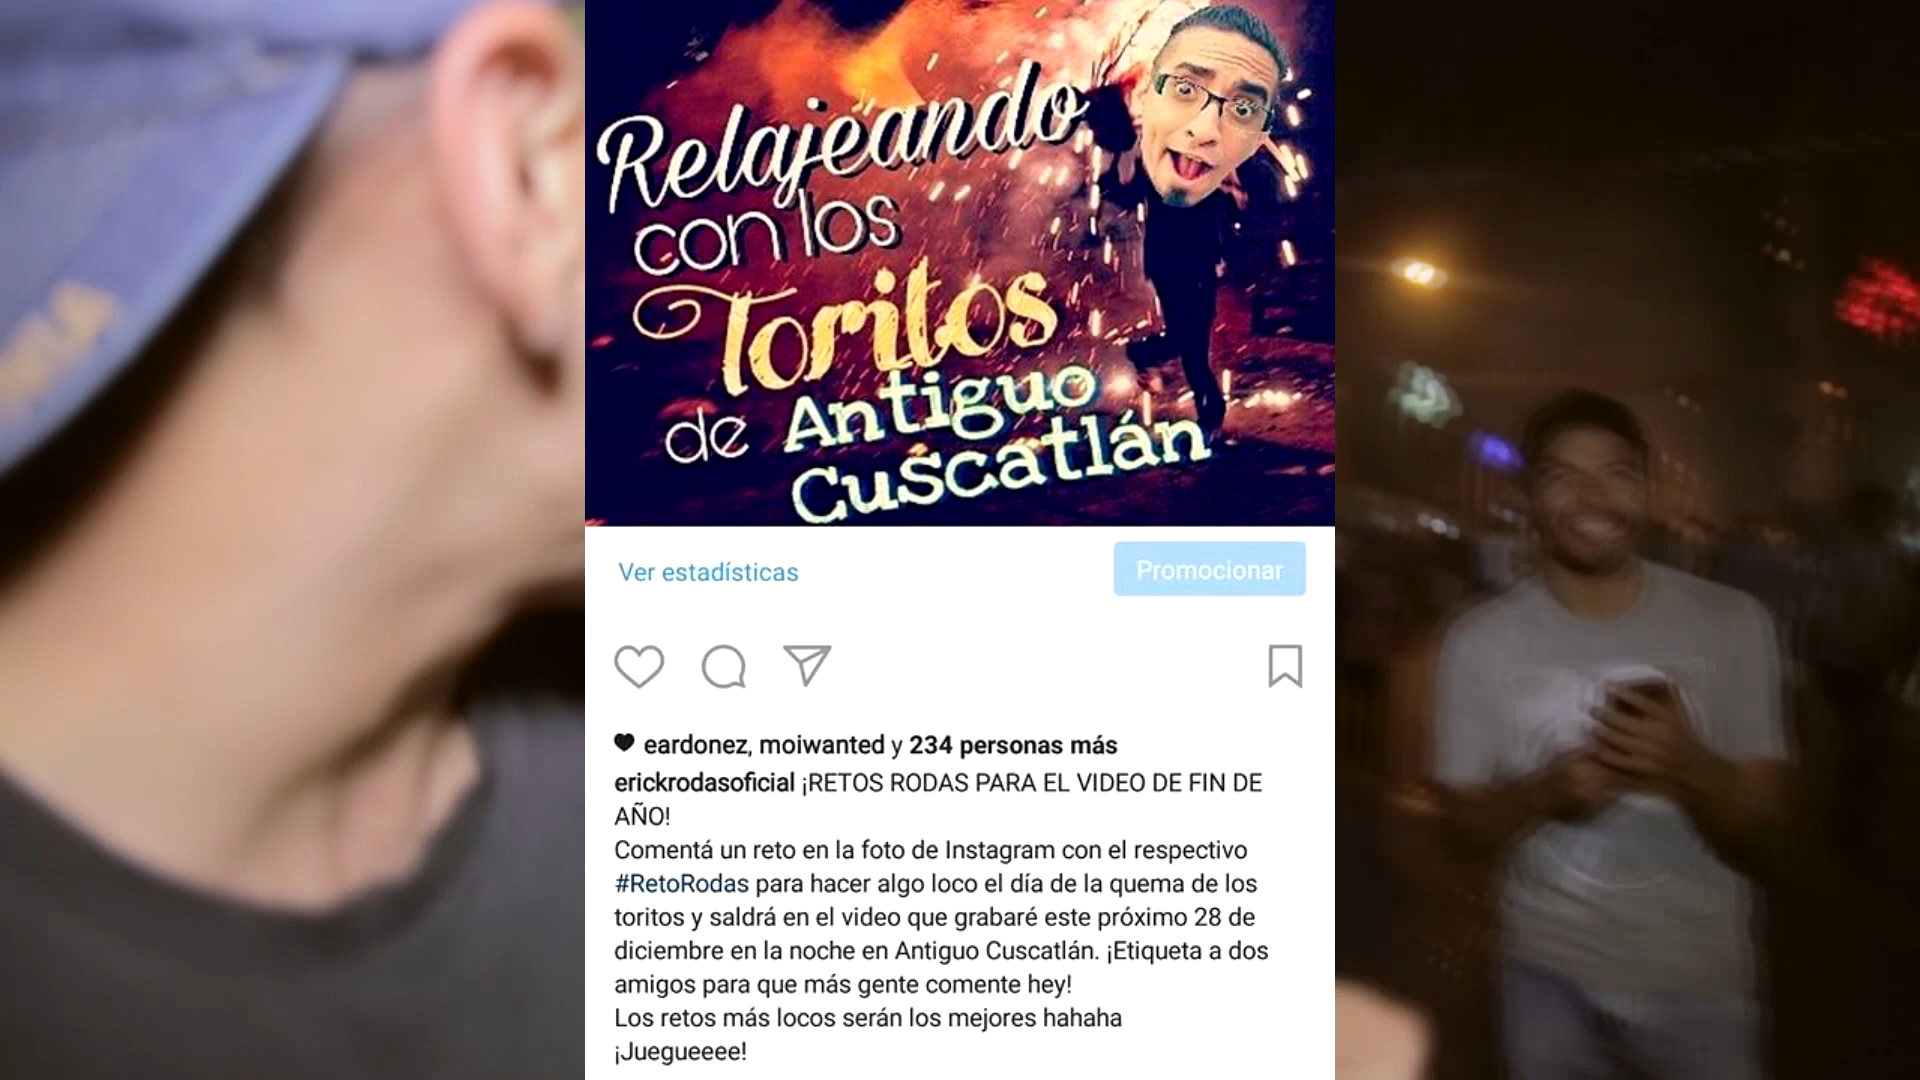 Relajeando
con los
Toritos
de Antiguo
Cuscatlán
Ver estadísticas
Promocionar
eardonez, moiwanted y 234 personas más
erickrodasoficial ¡RETOS RODAS PARA EL VIDEO DE FIN DE
AÑO!
Comentá un reto en la foto de Instagram con el respectivo
#RetoRodas para hacer algo loco el día de la quema de los
toritos y saldrá en el video que grabaré este próximo 28 de
diciembre en la noche en Antiguo Cuscatlán. ¡Etiqueta a dos
amigos para que más gente comente hey!
Los retos más locos serán los mejores hahaha
¡Juegueeee!